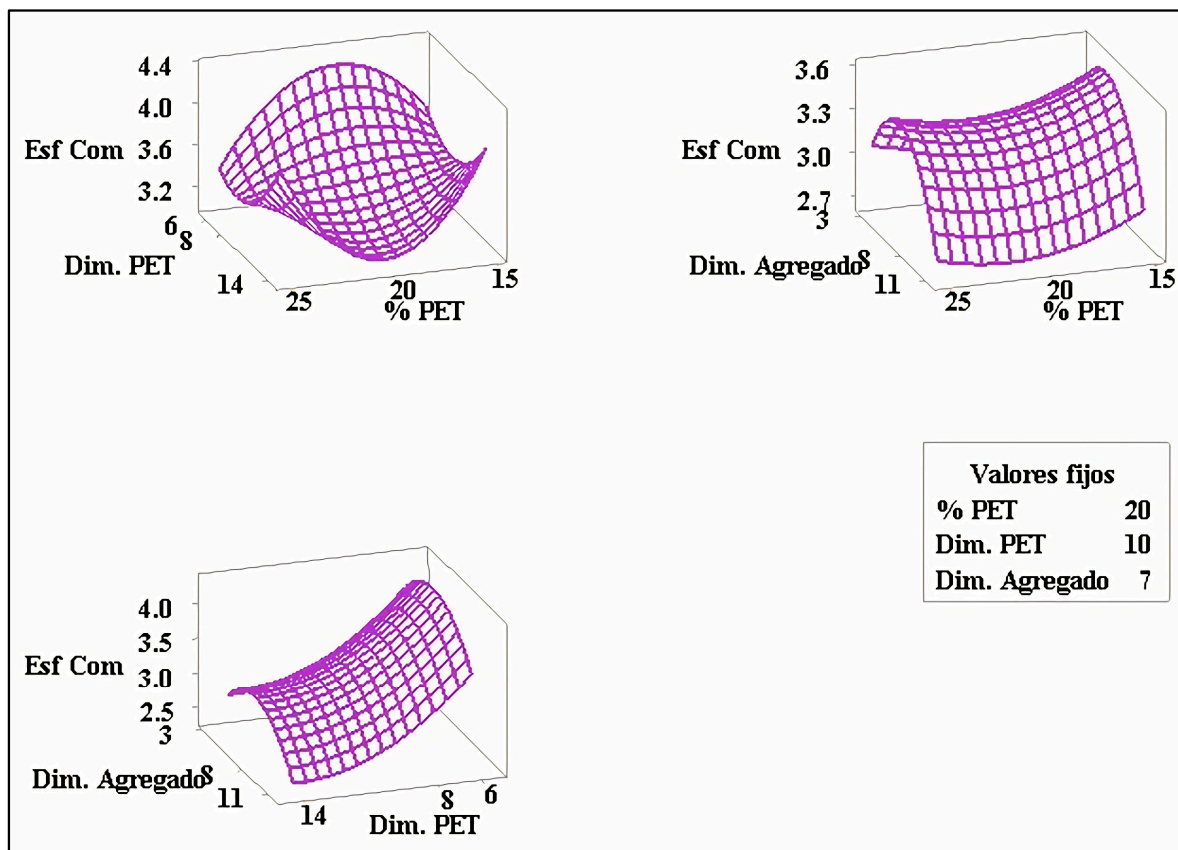 4.4
4.0
Esf Com 3.6
3.2
6
8
Dim. PET
14
25
20
15
% PET
3.6
3.3
Esf Com 3.0
2.7
3
Dim. Agregado 8
11
25
20
15
% PET
Valores fijos
% PET 20
Dim. PET 10
Dim. Agregado 7
4.0
3.5
Esf Com 3.0
2.5
3
Dim. Agregado 8
11
14
8
6
Dim. PET